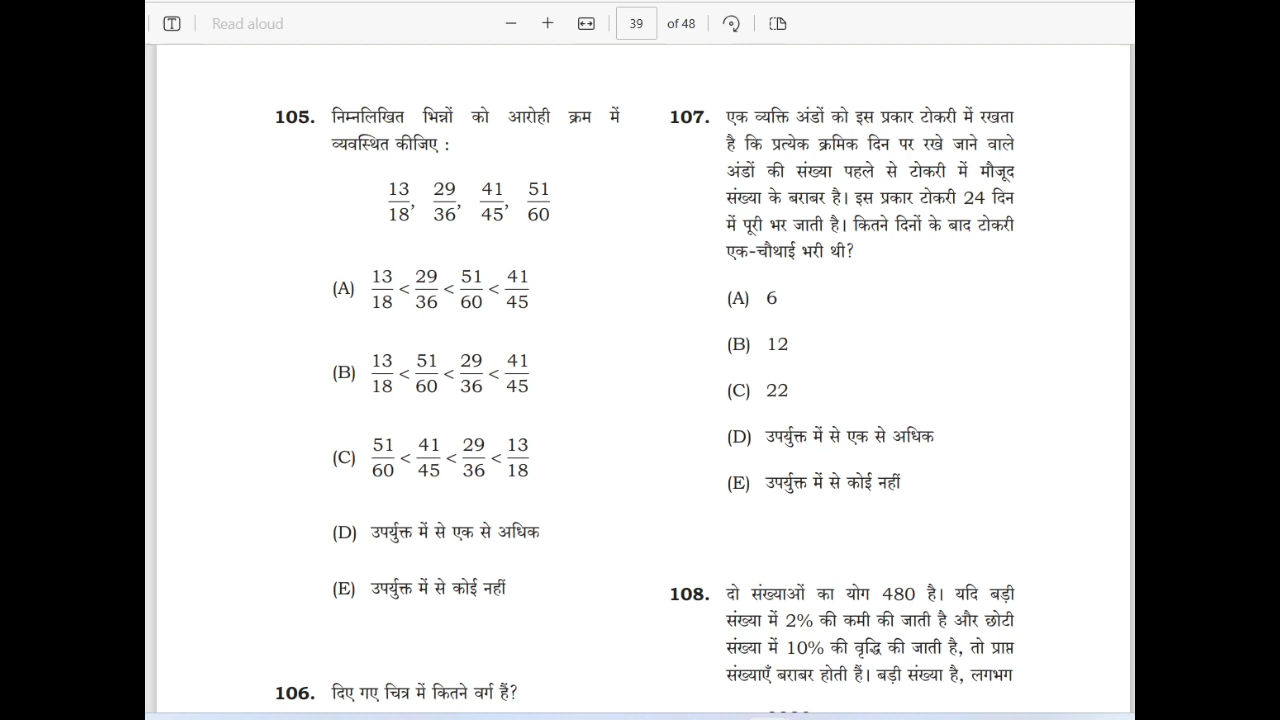 Read aloud
39 of 48
105. निम्नलिखित भिन्नों को आरोही क्रम में
व्यवस्थित कीजिए :
13/18, 29/36, 41/45, 51/60
(A) 13/18 < 29/36 < 51/60 < 41/45
(B) 13/18 < 51/60 < 29/36 < 41/45
(C) 51/60 < 41/45 < 29/36 < 13/18
(D) उपर्युक्त में से एक से अधिक
(E) उपर्युक्त में से कोई नहीं
106. दिए गए चित्र में कितने वर्ग हैं?
107. एक व्यक्ति अंडों को इस प्रकार टोकरी में रखता
है कि प्रत्येक क्रमिक दिन पर रखे जाने वाले
अंडों की संख्या पहले से टोकरी में मौजूद
संख्या के बराबर है। इस प्रकार टोकरी 24 दिन
में पूरी भर जाती है। कितने दिनों के बाद टोकरी
एक-चौथाई भरी थी?
(A) 6
(B) 12
(C) 22
(D) उपर्युक्त में से एक से अधिक
(E) उपर्युक्त में से कोई नहीं
108. दो संख्याओं का योग 480 है। यदि बड़ी
संख्या में 2% की कमी की जाती है और छोटी
संख्या में 10% की वृद्धि की जाती है, तो प्राप्त
संख्याएँ बराबर होती हैं। बड़ी संख्या है, लगभग